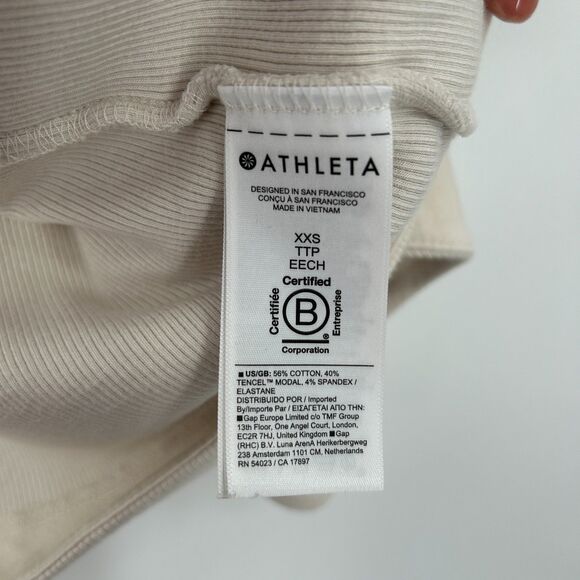 ATHLETA
DESIGNED IN SAN FRANCISCO
CONÇU À SAN FRANCISCO
MADE IN VIETNAM
XXS
TTP
EECH
Certified
Certifiée
B
Entreprise
®
Corporation
■ US/GB: 56% COTTON, 40%
TENCEL™ MODAL, 4% SPANDEX /
ELASTANE
DISTRIBUIDO POR / Imported
By/Importe Par / ΕΙΣΑΓΕΤΑΙ ΑΠΟ ΤΗΝ:
■Gap Europe Limited c/o TMF Group
13th Floor, One Angel Court, London,
EC2R 7HJ, United Kingdom ■Gap
(RHC) B.V. Luna ArenA Herikerbergweg
238 Amsterdam 1101 CM, Netherlands
RN 54023 / CA 17897